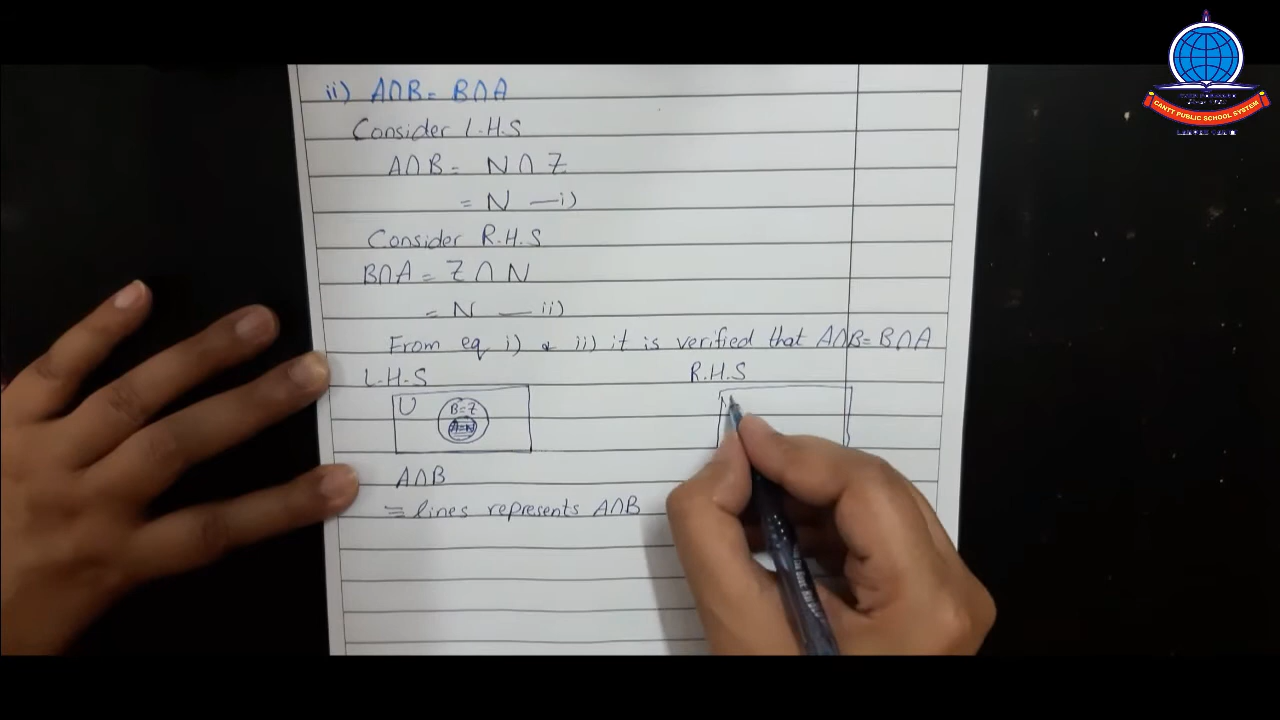 ii) A∩B = B∩A
Consider L.H.S
A∩B = N ∩ Z
= N — i)
Consider R.H.S
B∩A = Z ∩ N
= N — ii)
From eq i) & ii) it is verified that A∩B = B∩A
L.H.S R.H.S
U B=Z
A=N
A∩B
≡ lines represents A∩B
CANTT PUBLIC SCHOOL SYSTEM